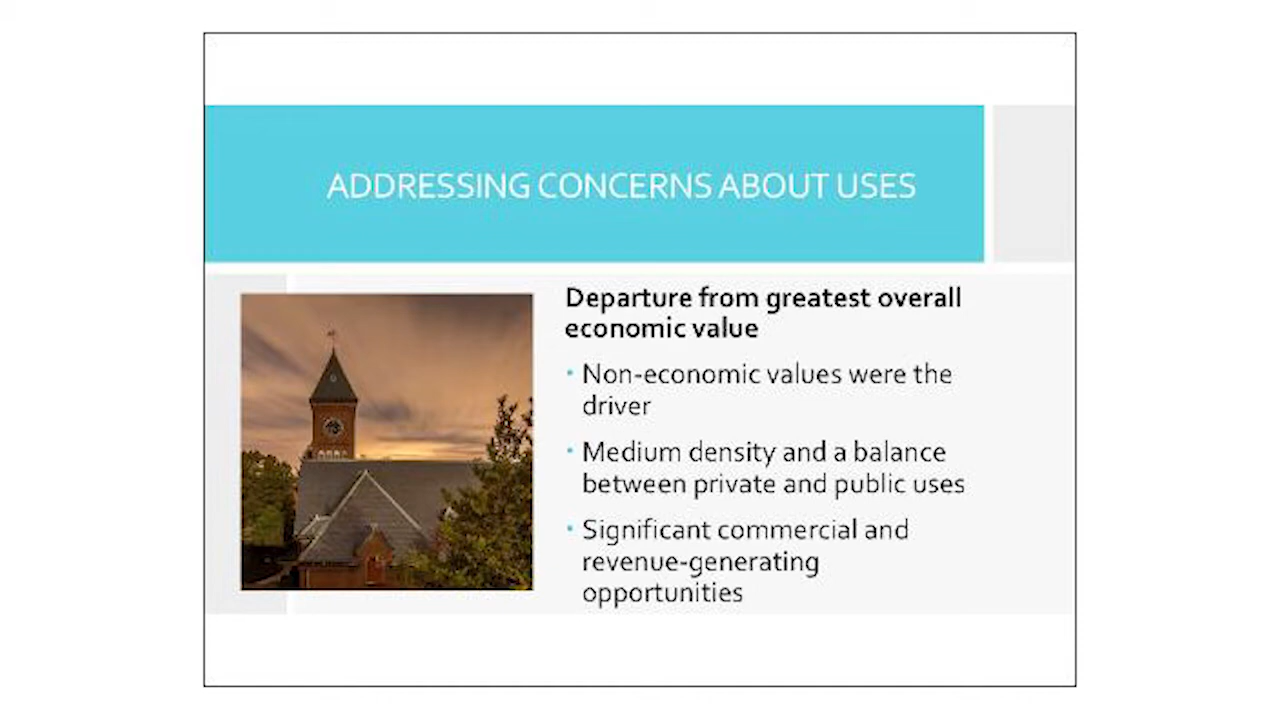 ADDRESSING CONCERNS ABOUT USES
Departure from greatest overall
economic value
• Non-economic values were the
driver
• Medium density and a balance
between private and public uses
• Significant commercial and
revenue-generating
opportunities